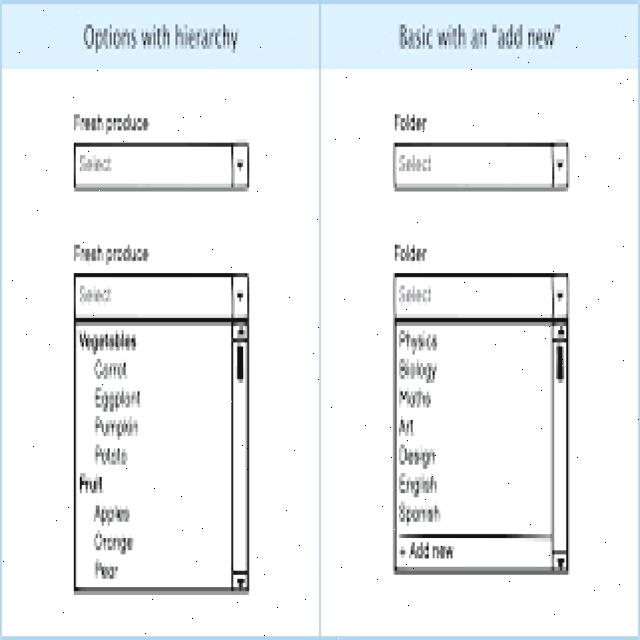 Options with hierarchy
Fresh produce
Select
Fresh produce
Select
Vegetables
Carrot
Eggplant
Pumpkin
Potato
Fruit
Apples
Orange
Pear
Basic with an "add new"
Folder
Select
Folder
Select
Physics
Biology
Maths
Art
Design
English
Spanish
+ Add new